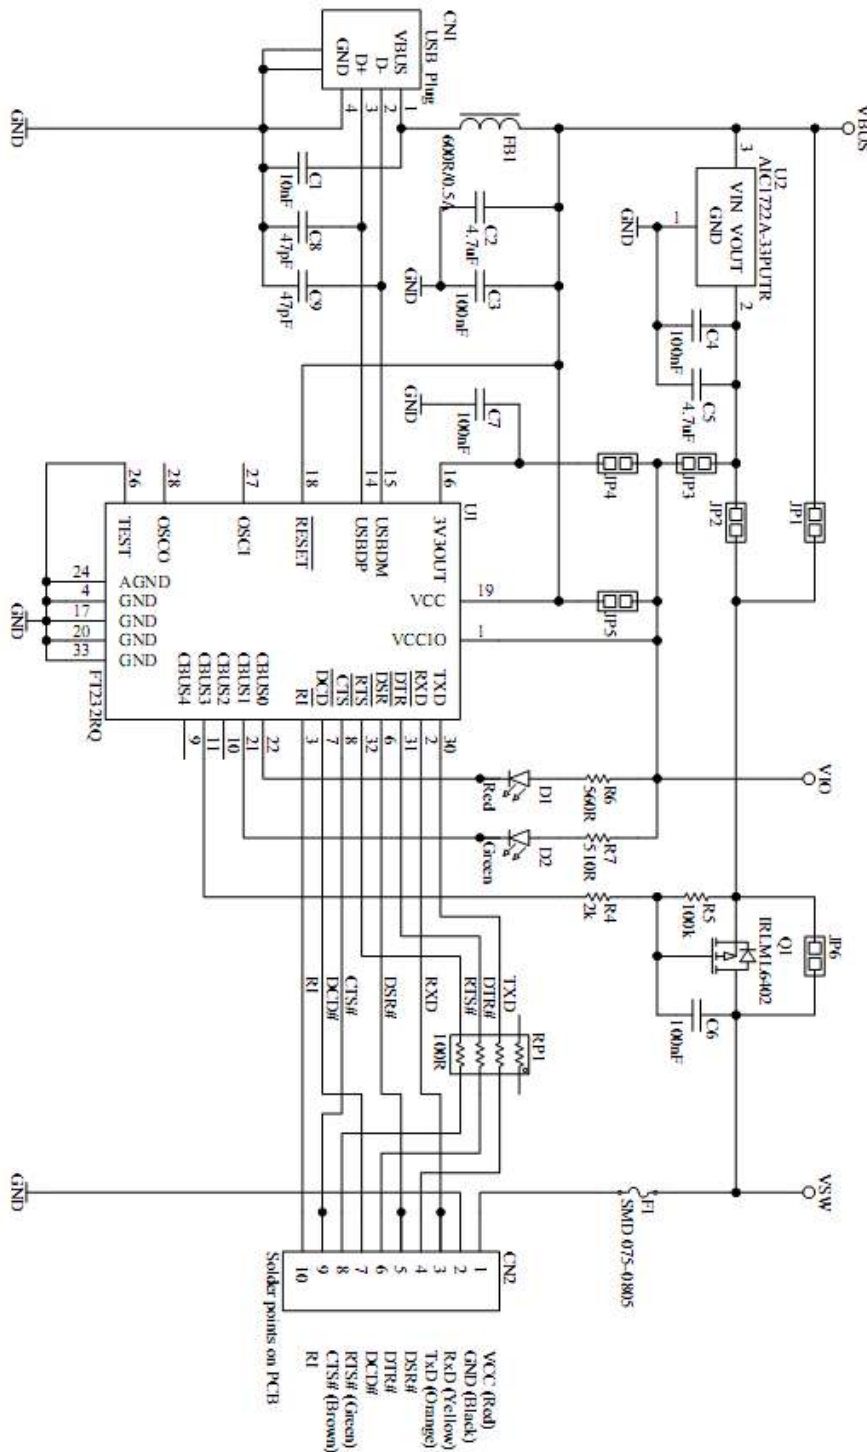 CN1
USB Plug
VBUS
D-
D+
GND
1
2
3
4
GND
C1
10nF
C8
47pF
C9
47pF
FB1
600R/0.5A
C2
4.7uF
C3
100nF
GND
VBUS
U2
AIC1722A-33PUTR
VIN VOUT
GND
3
1
2
GND
C4
100nF
C5
4.7uF
C7
100nF
GND
JP4
JP3
JP2
JP1
JP5
U1
16
15
14
18
27
28
26
3V3OUT
USBDM
USBDP
RESET
OSCI
OSCO
TEST
24
4
17
20
33
AGND
GND
GND
GND
GND
GND
VCC
19
VCCIO
1
TXD
RXD
DTR
DSR
RTS
CTS
DCD
RI
CBUS0
CBUS1
CBUS2
CBUS3
CBUS4
FT232RQ
30
2
31
6
32
8
7
3
22
21
10
11
9
D1
Red
R6
560R
D2
Green
R7
510R
VIO
R4
2k
R5
100k
Q1
IRLML6402
JP6
C6
100nF
TXD
DTR#
RTS#
RXD
DSR#
CTS#
DCD#
RI
RP1
100R
VSW
F1
SMD 075-0805
GND
CN2
1
2
3
4
5
6
7
8
9
10
Solder points on PCB
VCC (Red)
GND (Black)
RxD (Yellow)
TxD (Orange)
DSR#
DTR#
DCD#
RTS# (Green)
CTS# (Brown)
RI